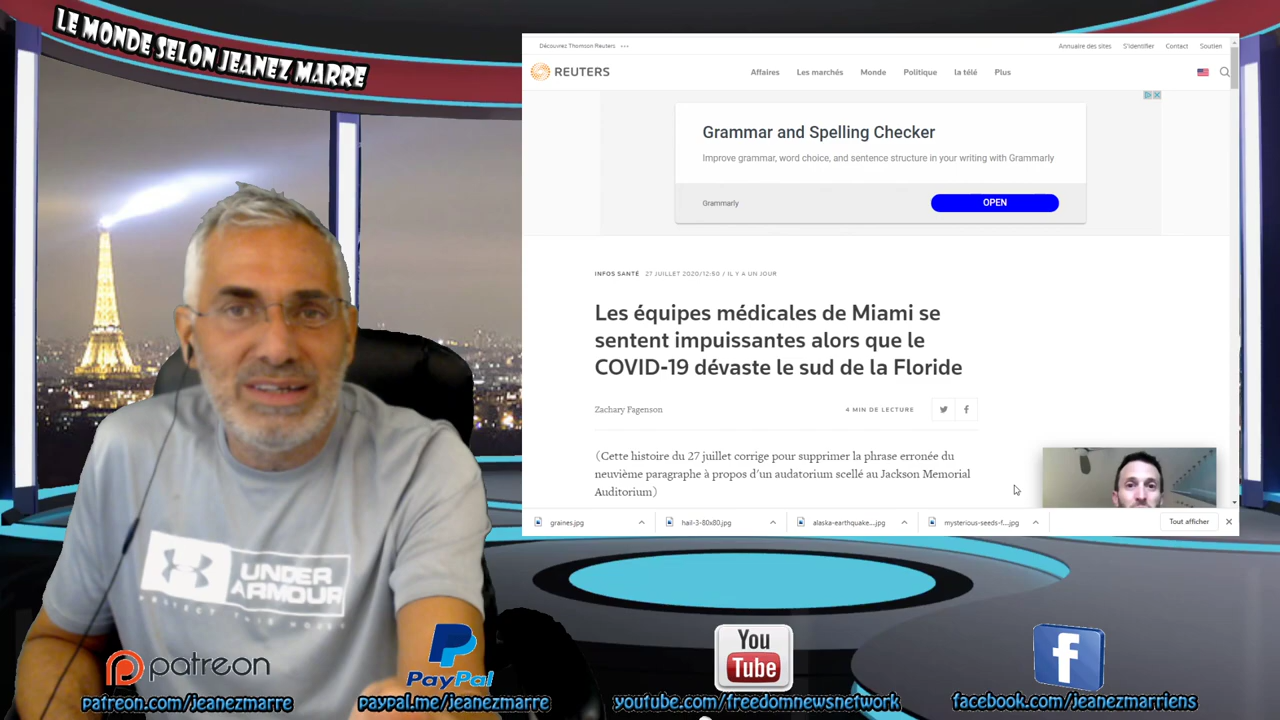 LE MONDE SELON JEANEZ MARRE
Découvrez Thomson Reuters •••
Annuaire des sites S'identifier Contact Soutien
REUTERS
Affaires Les marchés Monde Politique la télé Plus
Grammar and Spelling Checker
Improve grammar, word choice, and sentence structure in your writing with Grammarly
Grammarly
OPEN
INFOS SANTÉ 27 JUILLET 2020/12:50 / IL Y A UN JOUR
Les équipes médicales de Miami se
sentent impuissantes alors que le
COVID-19 dévaste le sud de la Floride
Zachary Fagenson
4 MIN DE LECTURE
(Cette histoire du 27 juillet corrige pour supprimer la phrase erronée du
neuvième paragraphe à propos d'un audatorium scellé au Jackson Memorial
Auditorium)
graines.jpg
hail-3-80x80.jpg
alaska-earthquake....jpg
mysterious-seeds-f....jpg
Tout afficher
UNDER
ARMOUR
PROTECT THIS HOUSE
patreon
patreon.com/jeanezmarre
PayPal
paypal.me/jeanezmarre
You
Tube
youtube.com/freedomnewsnetwork
f
facebook.com/jeanezmarriens